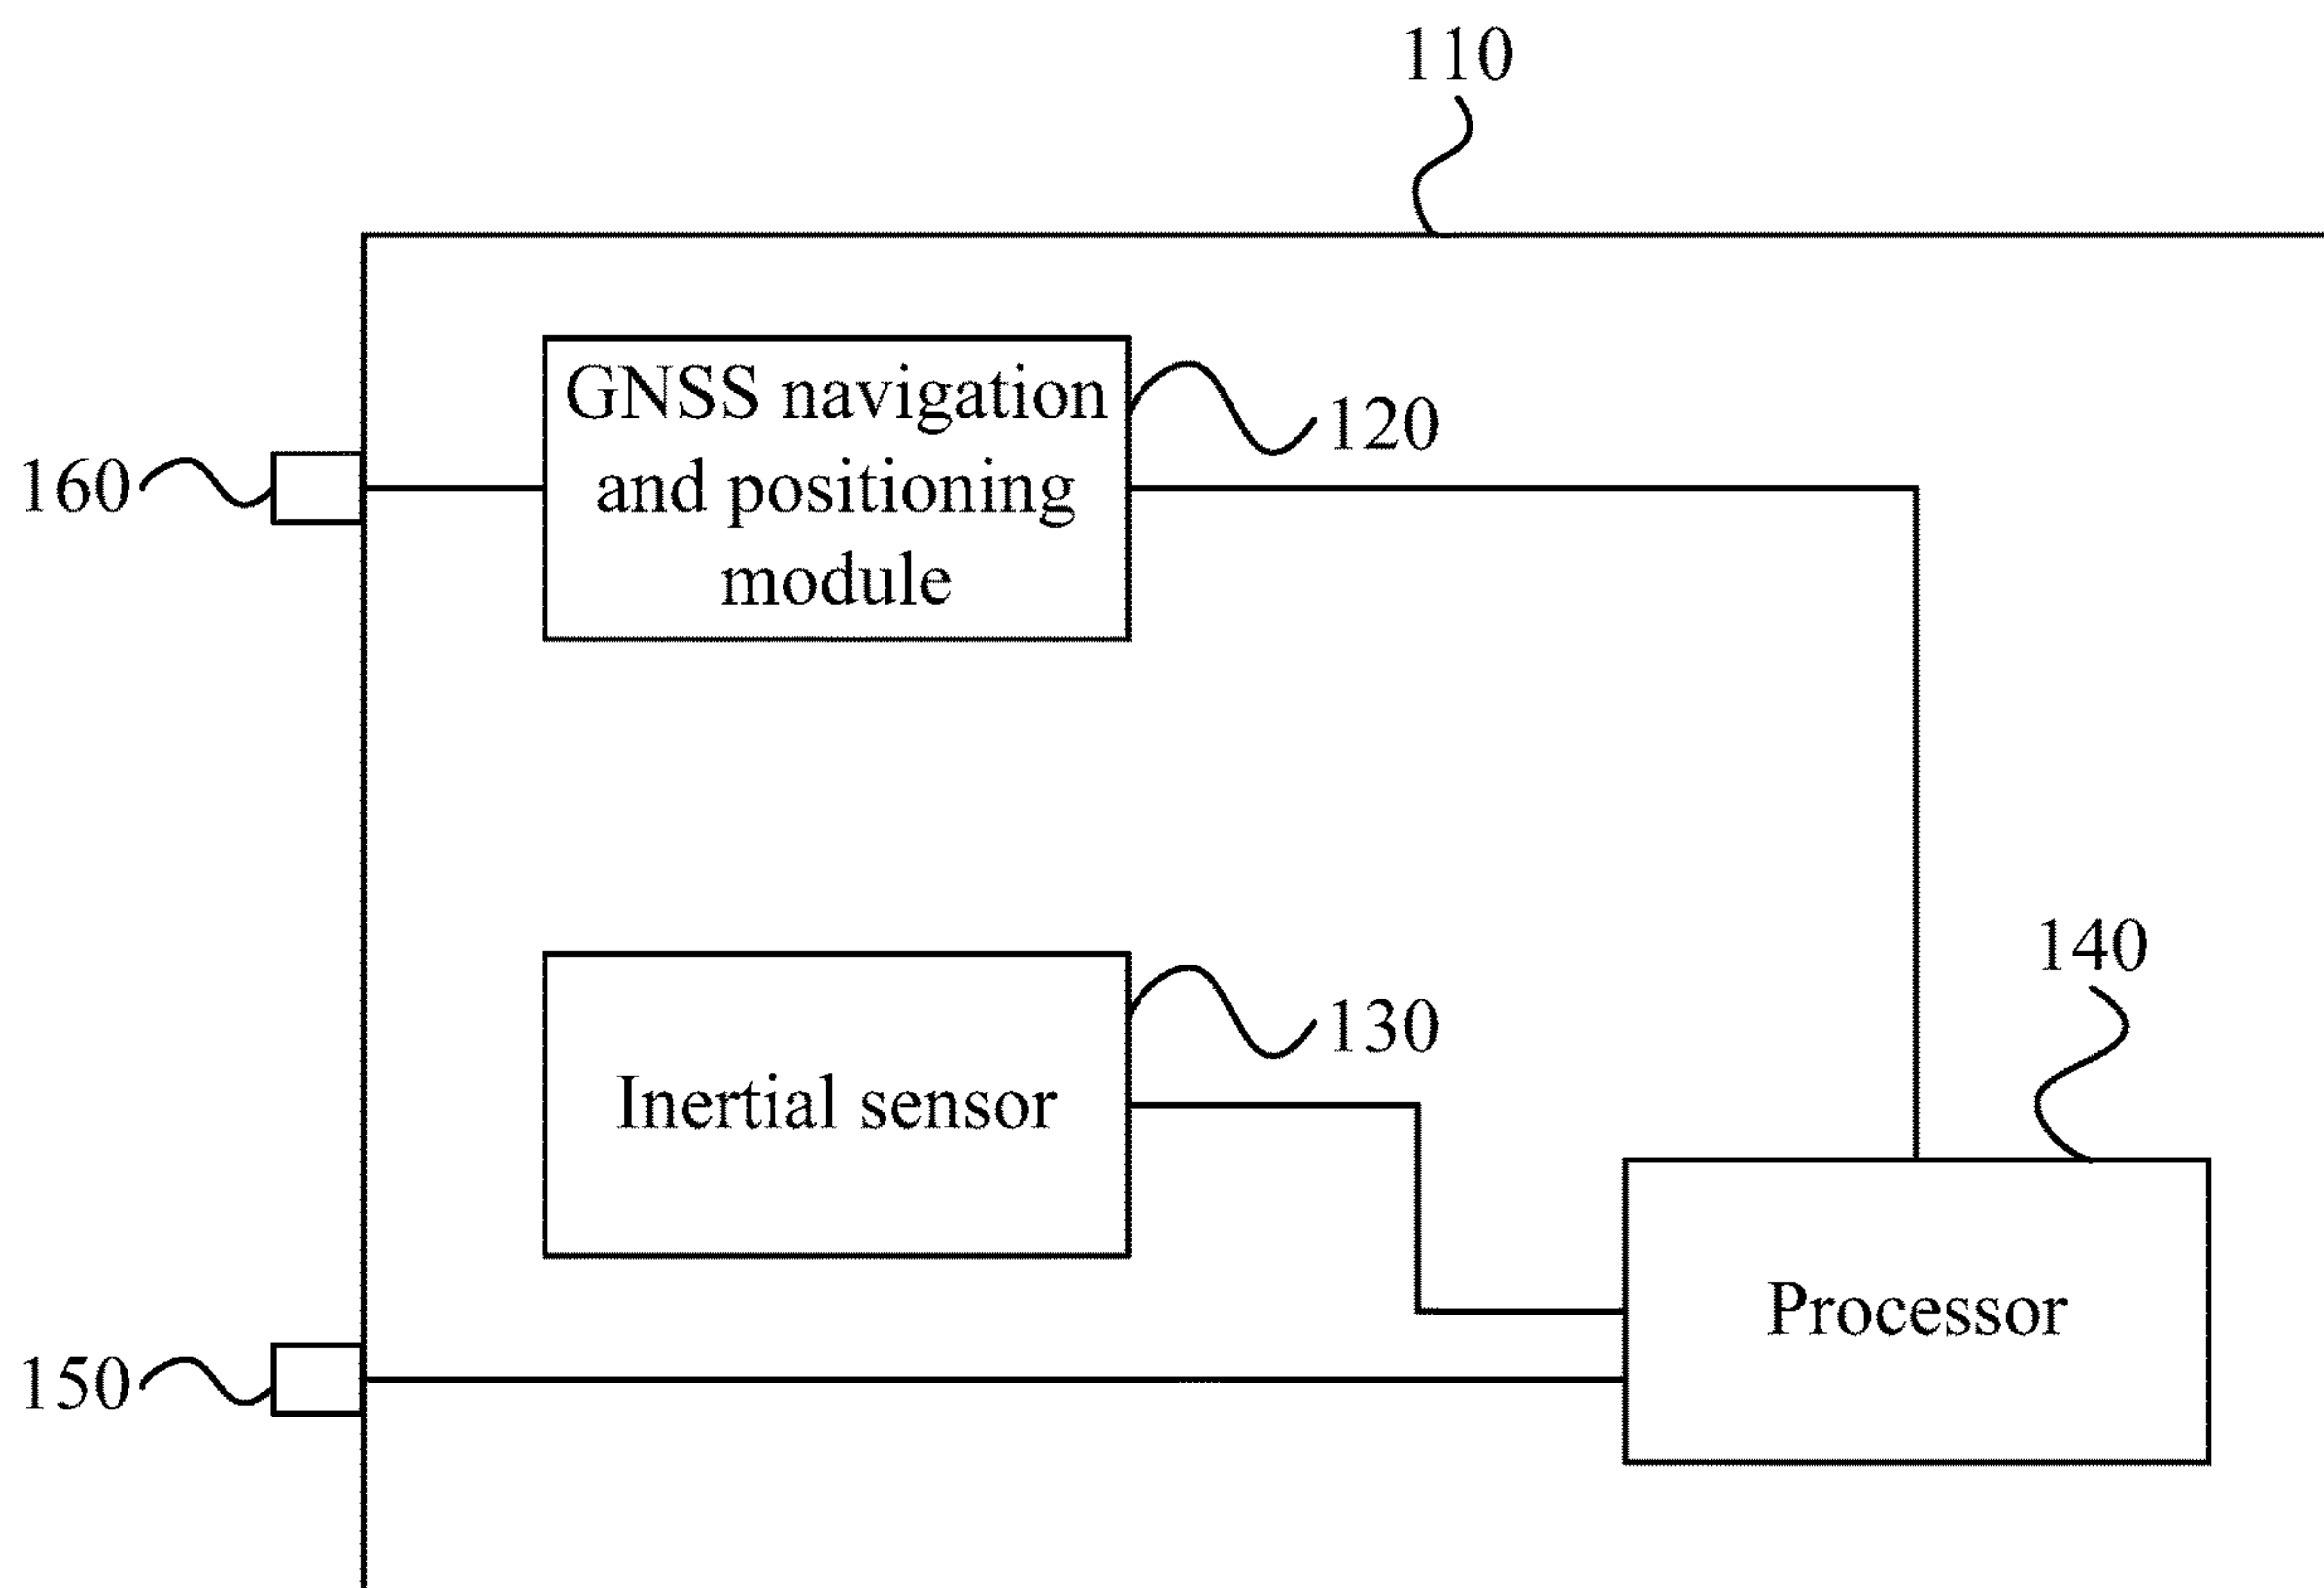 110
GNSS navigation
and positioning
module
120
160
140
130
Inertial sensor
Processor
150